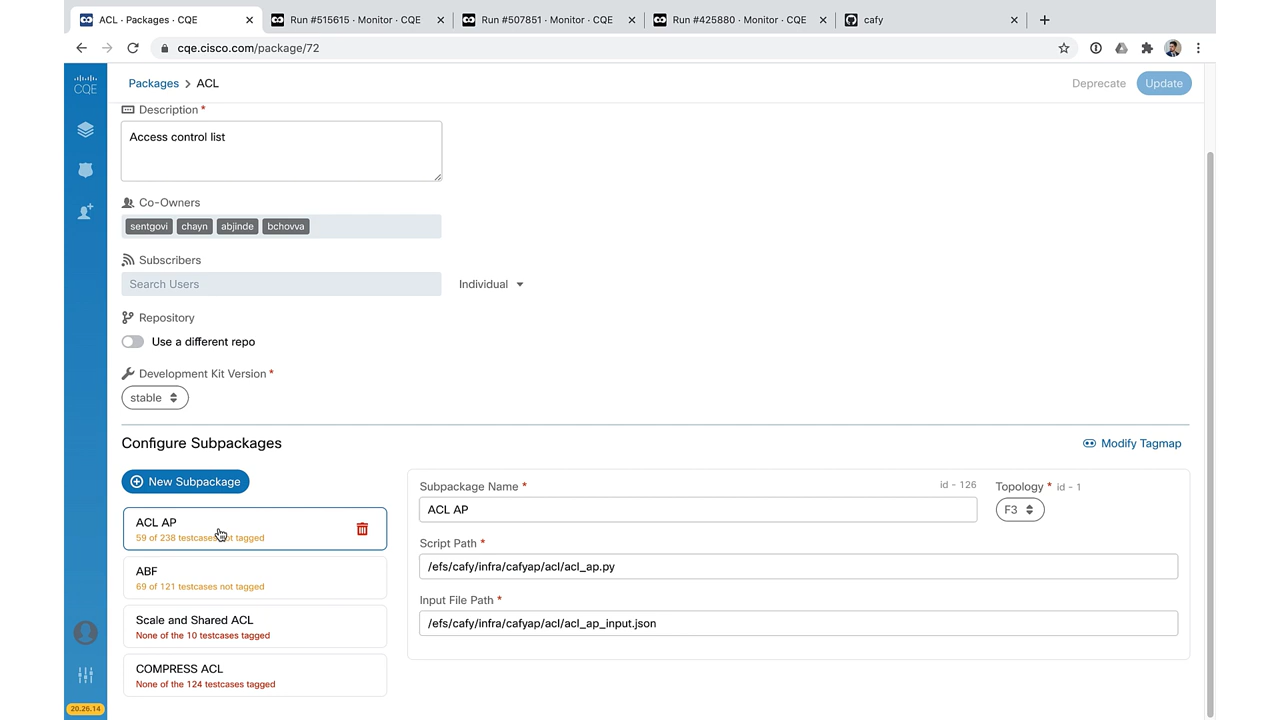 ACL - Packages · CQE
Run #515615 · Monitor · CQE
Run #507851 · Monitor · CQE
Run #425880 · Monitor · CQE
cafy
cqe.cisco.com/package/72
CQE
Packages > ACL
Deprecate
Update
Description *
Access control list
Co-Owners
sentgovi chayn abjinde bchovva
Subscribers
Search Users
Individual
Repository
Use a different repo
Development Kit Version *
stable
Configure Subpackages
Modify Tagmap
New Subpackage
ACL AP
59 of 238 testcases not tagged
ABF
69 of 121 testcases not tagged
Scale and Shared ACL
None of the 10 testcases tagged
COMPRESS ACL
None of the 124 testcases tagged
Subpackage Name *
id - 126
Topology * id - 1
ACL AP
F3
Script Path *
/efs/cafy/infra/cafyap/acl/acl_ap.py
Input File Path *
/efs/cafy/infra/cafyap/acl/acl_ap_input.json
20.26.14